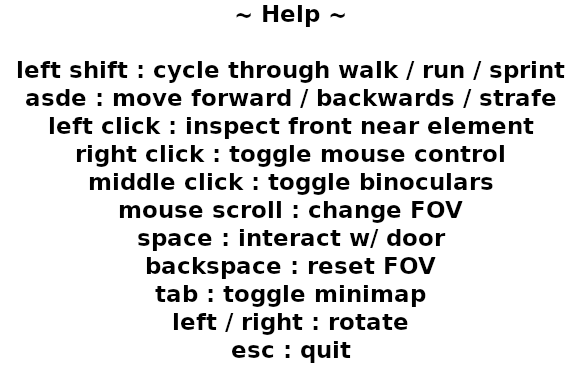 ~ Help ~
left shift : cycle through walk / run / sprint
asde : move forward / backwards / strafe
left click : inspect front near element
right click : toggle mouse control
middle click : toggle binoculars
mouse scroll : change FOV
space : interact w/ door
backspace : reset FOV
tab : toggle minimap
left / right : rotate
esc : quit